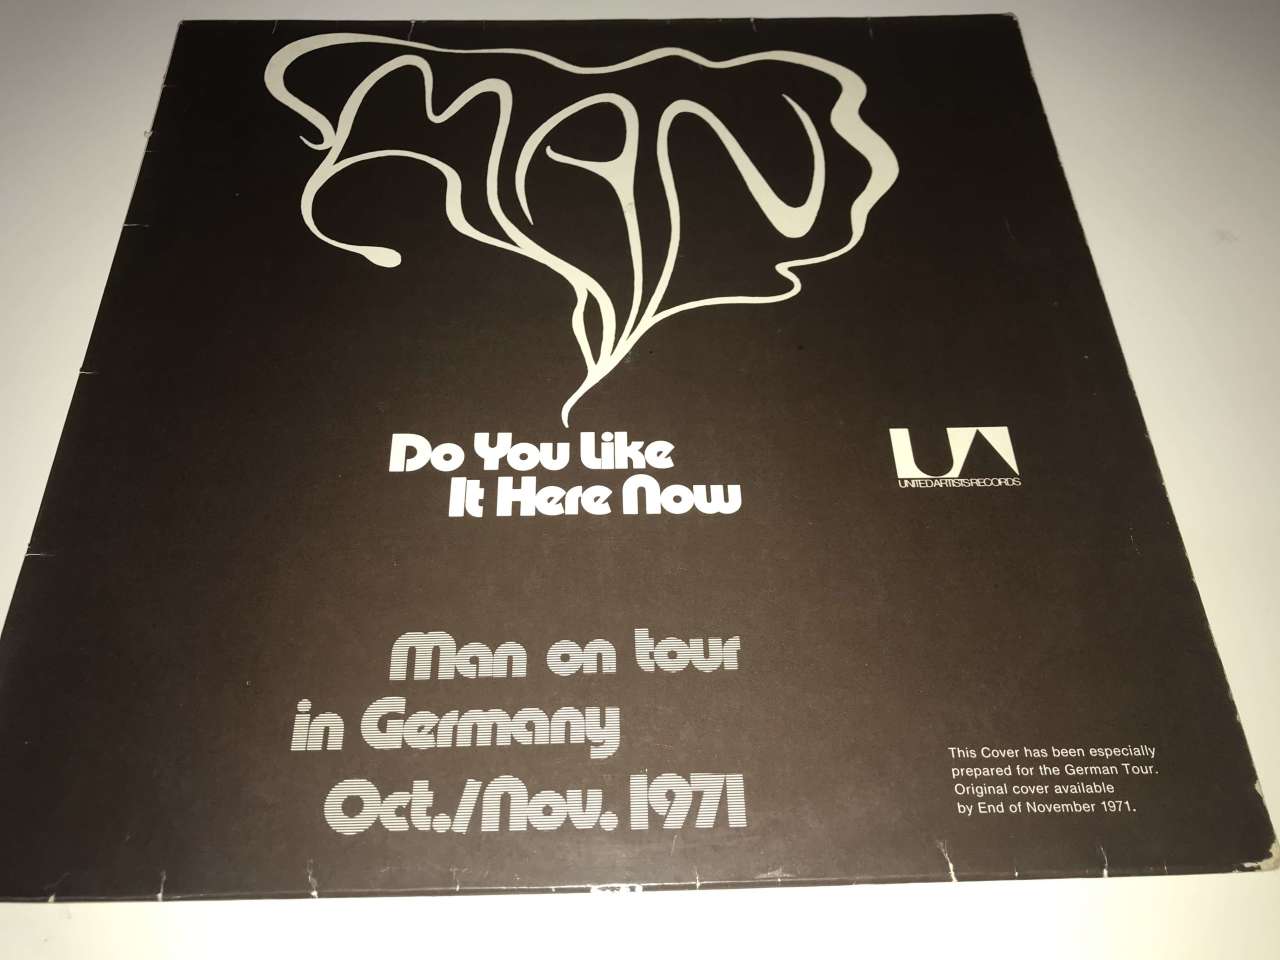 MAN
Do You Like
It Here Now
UA
UNITED ARTISTS RECORDS
Man on tour
in Germany
Oct./Nov. 1971
This Cover has been especially
prepared for the German Tour.
Original cover available
by End of November 1971.